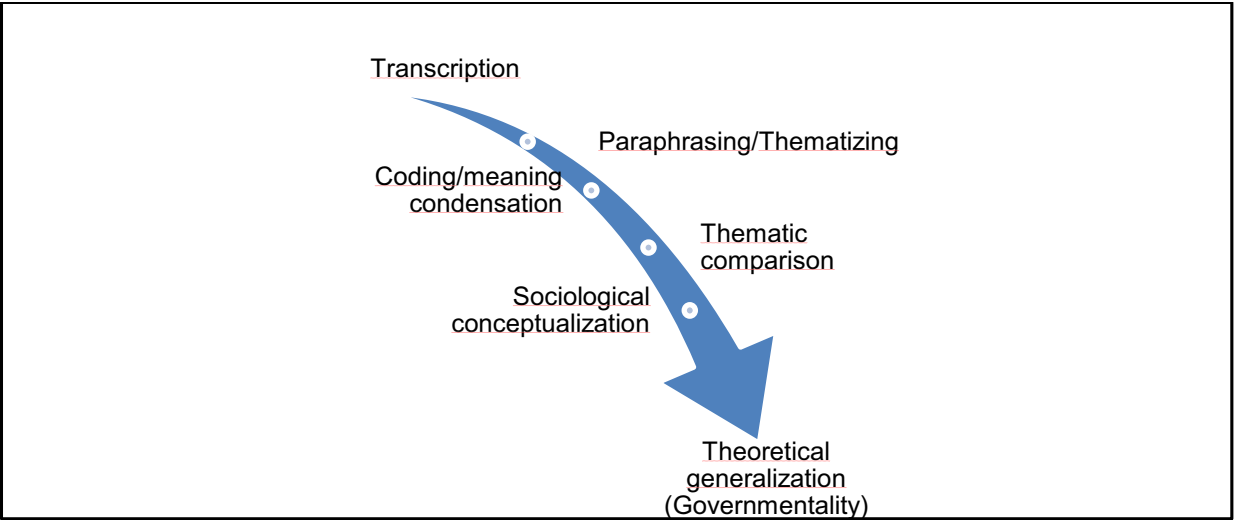 Transcription
Paraphrasing/Thematizing
Coding/meaning
condensation
Thematic
comparison
Sociological
conceptualization
Theoretical
generalization
(Governmentality)